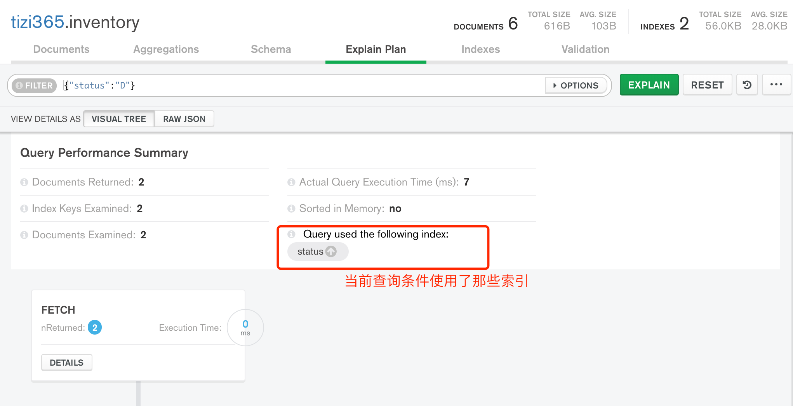 tizi365.inventory
DOCUMENTS 6 TOTAL SIZE 616B AVG. SIZE 103B INDEXES 2 TOTAL SIZE 56.0KB AVG. SIZE 28.0KB
Documents Aggregations Schema Explain Plan Indexes Validation
FILTER {"status":"D"} OPTIONS EXPLAIN RESET ...
VIEW DETAILS AS VISUAL TREE RAW JSON
Query Performance Summary
Documents Returned: 2
Actual Query Execution Time (ms): 7
Index Keys Examined: 2
Sorted in Memory: no
Documents Examined: 2
Query used the following index:
status
当前查询条件使用了那些索引
FETCH
nReturned: 2 Execution Time: 0 ms
DETAILS